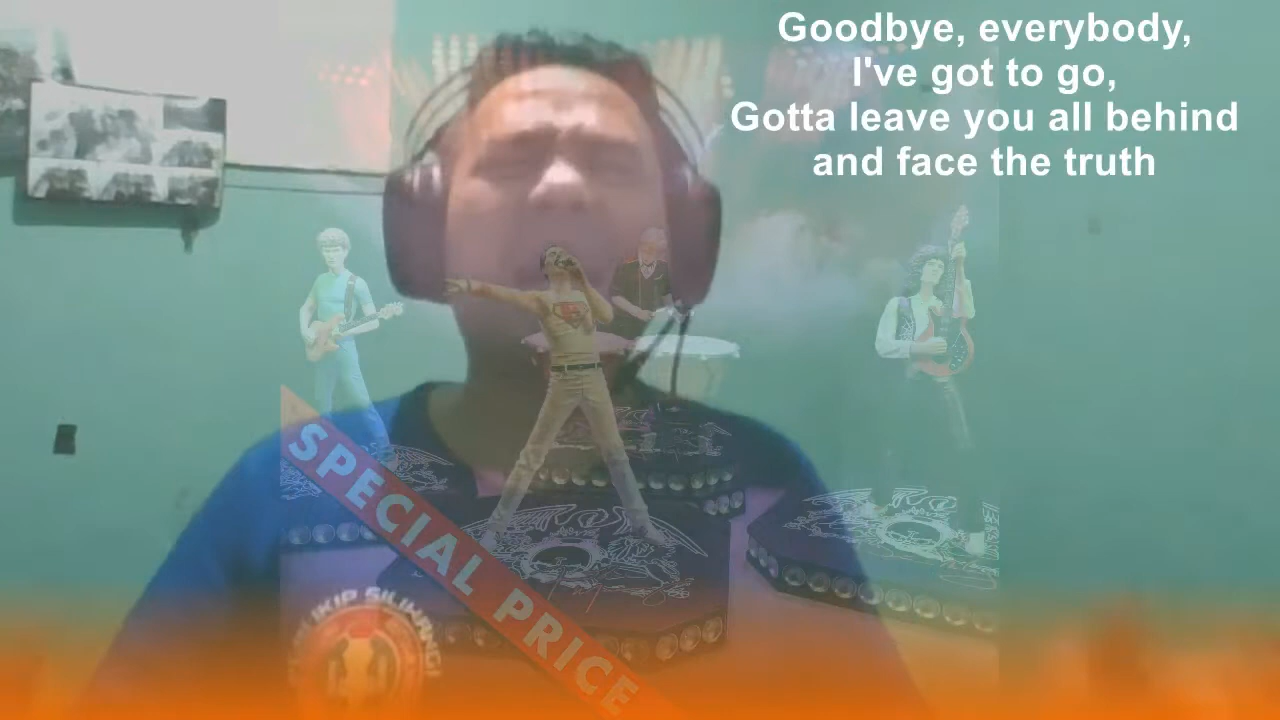 Goodbye, everybody,
I've got to go,
Gotta leave you all behind
and face the truth
SPECIAL PRICE